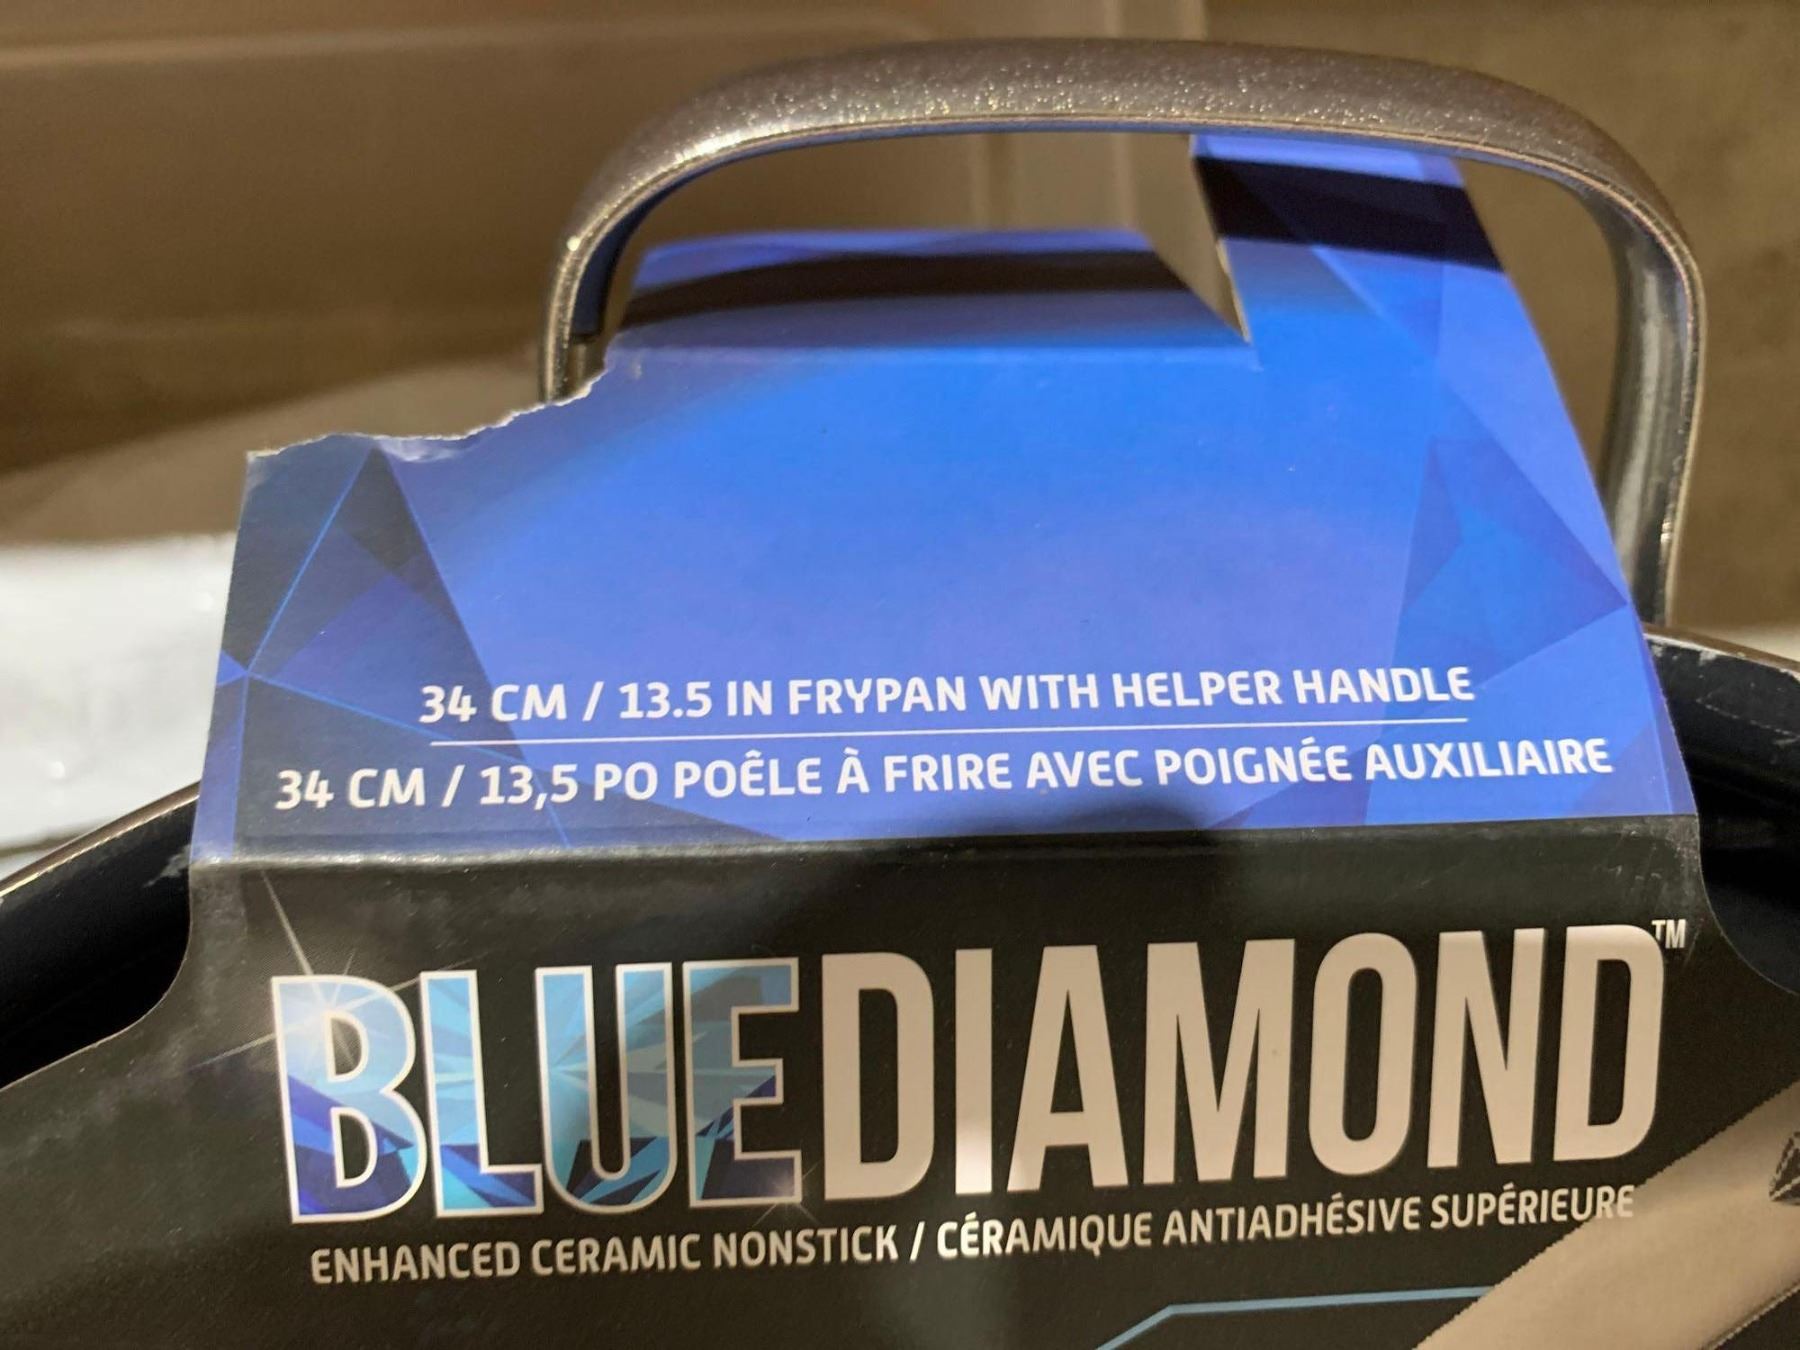 34 CM / 13.5 IN FRYPAN WITH HELPER HANDLE
34 CM / 13,5 PO POÊLE À FRIRE AVEC POIGNÉE AUXILIAIRE
BLUEDIAMOND™
ENHANCED CERAMIC NONSTICK / CÉRAMIQUE ANTIADHÉSIVE SUPÉRIEURE